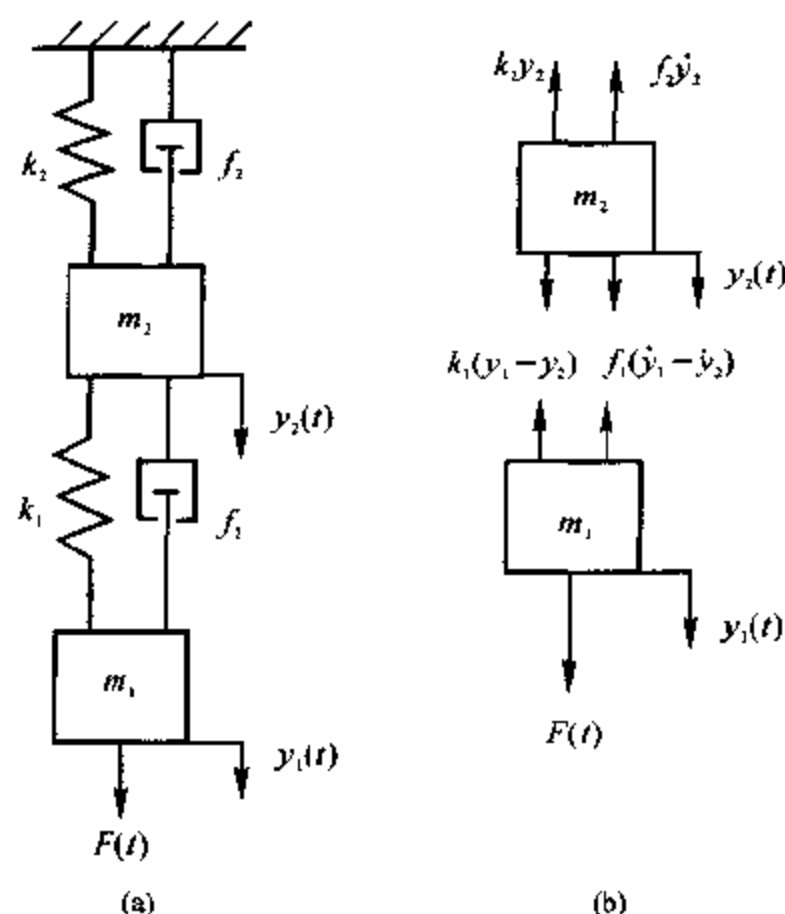 k₂
f₂
m₂
y₂(t)
k₁
f₁
m₁
y₁(t)
F(t)
(a)
k₂y₂ f₂ẏ₂
m₂
y₂(t)
k₁(y₁ − y₂) f₁(ẏ₁ − ẏ₂)
m₁
y₁(t)
F(t)
(b)